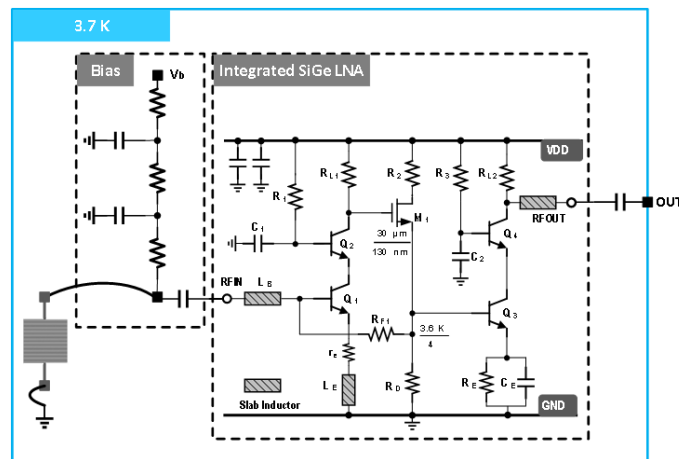 3.7 K
Bias
Integrated SiGe LNA
Vb
VDD
RL1
R2
R3
RL2
R1
M1
RFOUT
OUT
C1
30 µm
130 nm
Q2
Q4
C2
RFIN
LB
Q1
Q3
RF1
3.6 K
4
re
LE
RD
RE
CE
Slab Inductor
GND